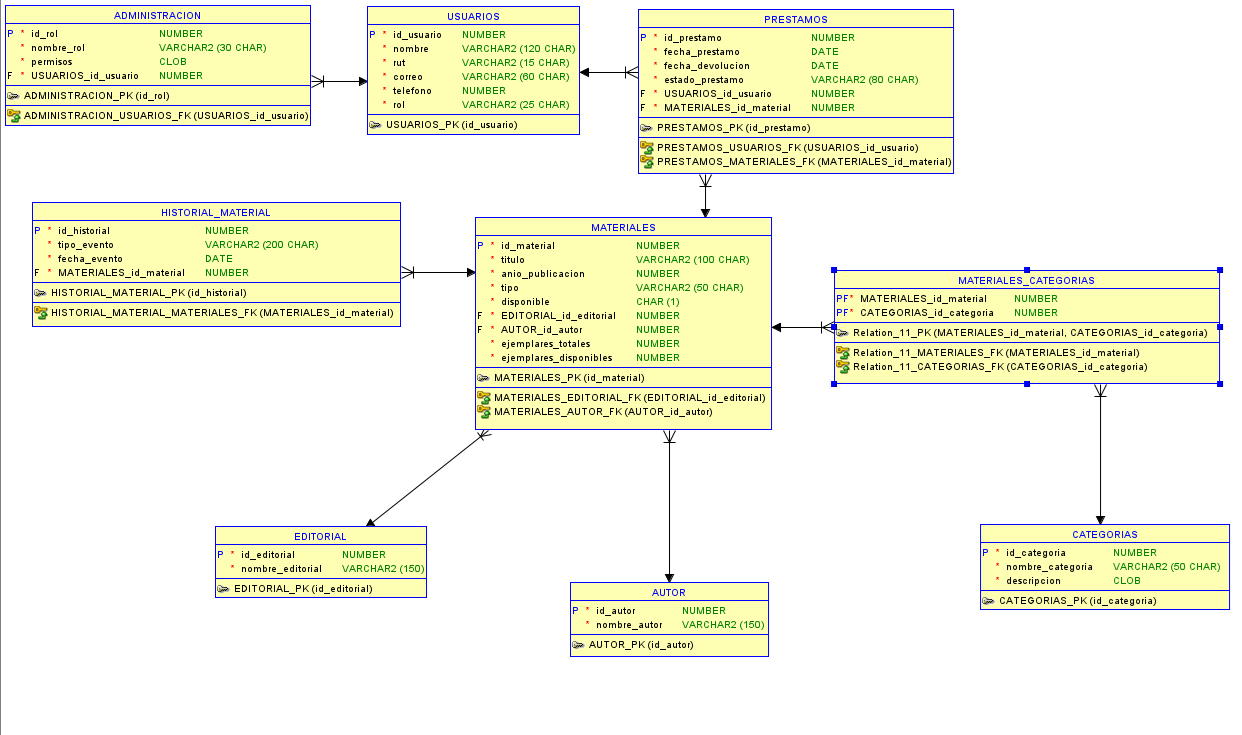 ADMINISTRACION
P * id_rol NUMBER
* nombre_rol VARCHAR2 (30 CHAR)
* permisos CLOB
F * USUARIOS_id_usuario NUMBER
ADMINISTRACION_PK (id_rol)
ADMINISTRACION_USUARIOS_FK (USUARIOS_id_usuario)
USUARIOS
P * id_usuario NUMBER
* nombre VARCHAR2 (120 CHAR)
* rut VARCHAR2 (15 CHAR)
* correo VARCHAR2 (60 CHAR)
* telefono NUMBER
* rol VARCHAR2 (25 CHAR)
USUARIOS_PK (id_usuario)
PRESTAMOS
P * id_prestamo NUMBER
* fecha_prestamo DATE
* fecha_devolucion DATE
* estado_prestamo VARCHAR2 (80 CHAR)
F * USUARIOS_id_usuario NUMBER
F * MATERIALES_id_material NUMBER
PRESTAMOS_PK (id_prestamo)
PRESTAMOS_USUARIOS_FK (USUARIOS_id_usuario)
PRESTAMOS_MATERIALES_FK (MATERIALES_id_material)
HISTORIAL_MATERIAL
P * id_historial NUMBER
* tipo_evento VARCHAR2 (200 CHAR)
* fecha_evento DATE
F * MATERIALES_id_material NUMBER
HISTORIAL_MATERIAL_PK (id_historial)
HISTORIAL_MATERIAL_MATERIALES_FK (MATERIALES_id_material)
MATERIALES
P * id_material NUMBER
* titulo VARCHAR2 (100 CHAR)
* anio_publicacion NUMBER
* tipo VARCHAR2 (50 CHAR)
* disponible CHAR (1)
F * EDITORIAL_id_editorial NUMBER
F * AUTOR_id_autor NUMBER
* ejemplares_totales NUMBER
* ejemplares_disponibles NUMBER
MATERIALES_PK (id_material)
MATERIALES_EDITORIAL_FK (EDITORIAL_id_editorial)
MATERIALES_AUTOR_FK (AUTOR_id_autor)
MATERIALES_CATEGORIAS
PF* MATERIALES_id_material NUMBER
PF* CATEGORIAS_id_categoria NUMBER
Relation_11_PK (MATERIALES_id_material, CATEGORIAS_id_categoria)
Relation_11_MATERIALES_FK (MATERIALES_id_material)
Relation_11_CATEGORIAS_FK (CATEGORIAS_id_categoria)
EDITORIAL
P * id_editorial NUMBER
* nombre_editorial VARCHAR2 (150)
EDITORIAL_PK (id_editorial)
AUTOR
P * id_autor NUMBER
* nombre_autor VARCHAR2 (150)
AUTOR_PK (id_autor)
CATEGORIAS
P * id_categoria NUMBER
* nombre_categoria VARCHAR2 (50 CHAR)
* descripcion CLOB
CATEGORIAS_PK (id_categoria)